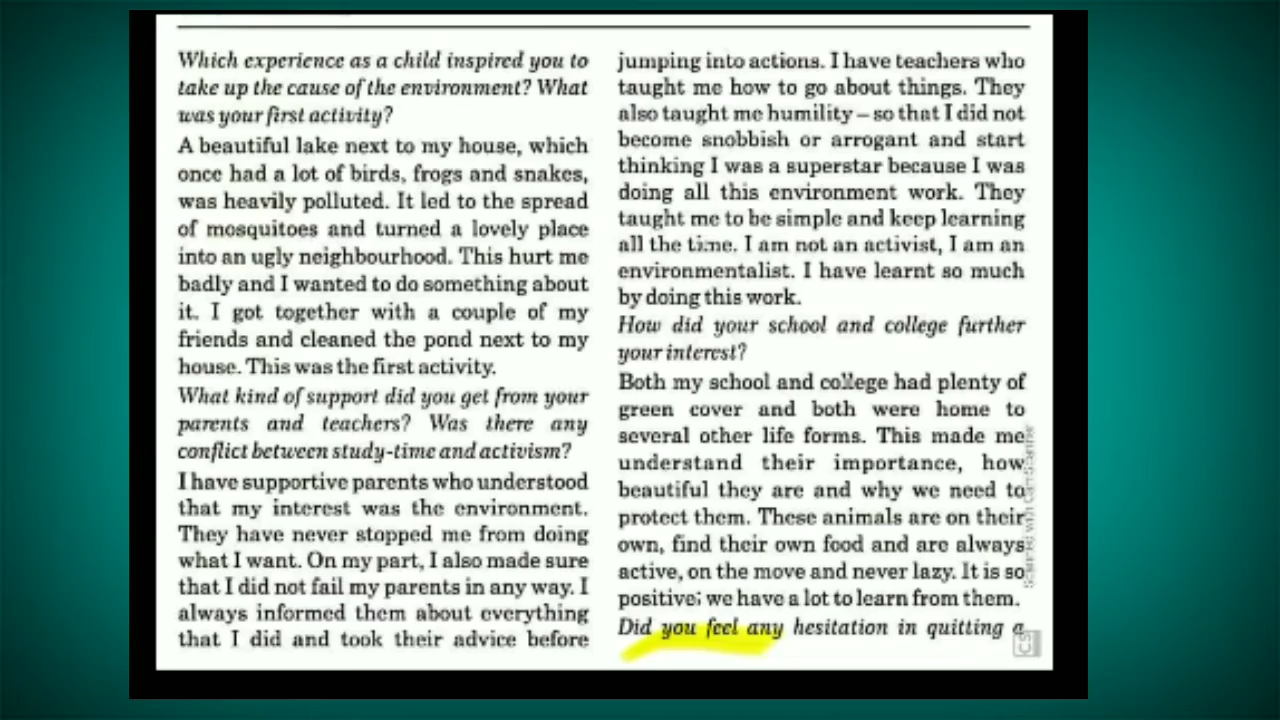 Which experience as a child inspired you to
take up the cause of the environment? What
was your first activity?
A beautiful lake next to my house, which
once had a lot of birds, frogs and snakes,
was heavily polluted. It led to the spread
of mosquitoes and turned a lovely place
into an ugly neighbourhood. This hurt me
badly and I wanted to do something about
it. I got together with a couple of my
friends and cleaned the pond next to my
house. This was the first activity.
What kind of support did you get from your
parents and teachers? Was there any
conflict between study-time and activism?
I have supportive parents who understood
that my interest was the environment.
They have never stopped me from doing
what I want. On my part, I also made sure
that I did not fail my parents in any way. I
always informed them about everything
that I did and took their advice before
jumping into actions. I have teachers who
taught me how to go about things. They
also taught me humility – so that I did not
become snobbish or arrogant and start
thinking I was a superstar because I was
doing all this environment work. They
taught me to be simple and keep learning
all the time. I am not an activist, I am an
environmentalist. I have learnt so much
by doing this work.
How did your school and college further
your interest?
Both my school and college had plenty of
green cover and both were home to
several other life forms. This made me
understand their importance, how
beautiful they are and why we need to
protect them. These animals are on their
own, find their own food and are always
active, on the move and never lazy. It is so
positive; we have a lot to learn from them.
Did you feel any hesitation in quitting a
Scanned with CamScanner
CS